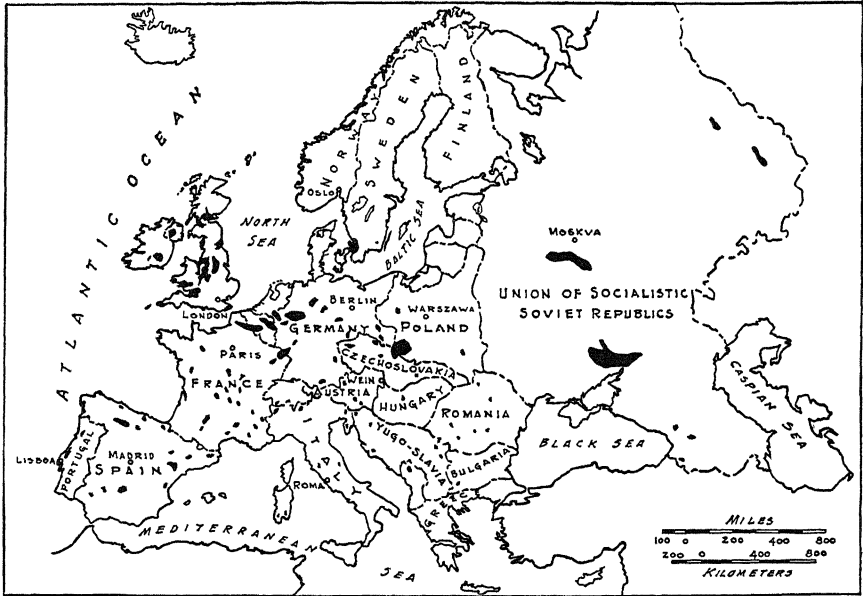 ATLANTIC OCEAN
NORWAY
SWEDEN
FINLAND
OSLO
NORTH
SEA
BALTIC SEA
MOSKVA
UNION OF SOCIALISTIC
SOVIET REPUBLICS
LONDON
BERLIN
GERMANY
WARSZAWA
POLAND
PARIS
FRANCE
CZECHOSLOVAKIA
WEIN
AUSTRIA
HUNGARY
ROMANIA
CASPIAN SEA
BLACK SEA
YUGO-SLAVIA
BULGARIA
ITALY
ROMA
GREECE
LISBOA
PORTUGAL
MADRID
SPAIN
MEDITERRANEAN
SEA
MILES
100 0 200 400 600 800
200 0 400 800
KILOMETERS